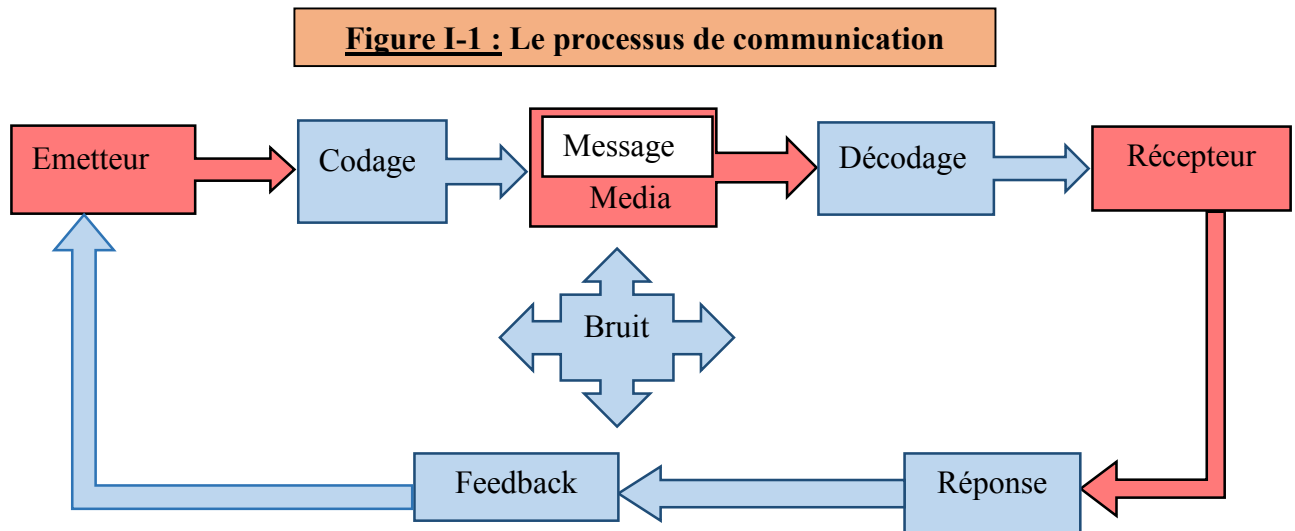 Figure I-1 : Le processus de communication
Emetteur
Codage
Message
Media
Décodage
Récepteur
Bruit
Feedback
Réponse